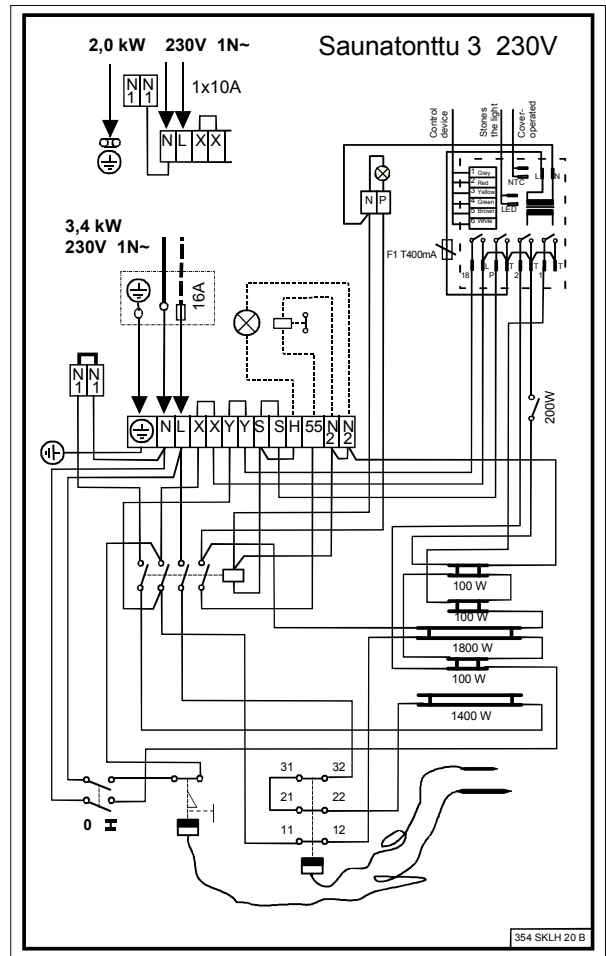 Saunatonttu 3 230V
2,0 kW 230V 1N~
1x10A
N 1
N 1
N L X X
Control device
Stones the light
Cover-operated
1 Grey
2 Red
3 Yellow
4 Green
5 Brown
6 White
NTC
LED
L N
N P
F1 T400mA
18 L P T 2 T 1 T
3,4 kW
230V 1N~
16A
N 1
N 1
N L X X Y Y S S H 55 N 2 N 2
200W
100 W
100 W
1800 W
100 W
1400 W
31 32
21 22
11 12
0 I
354 SKLH 20 B